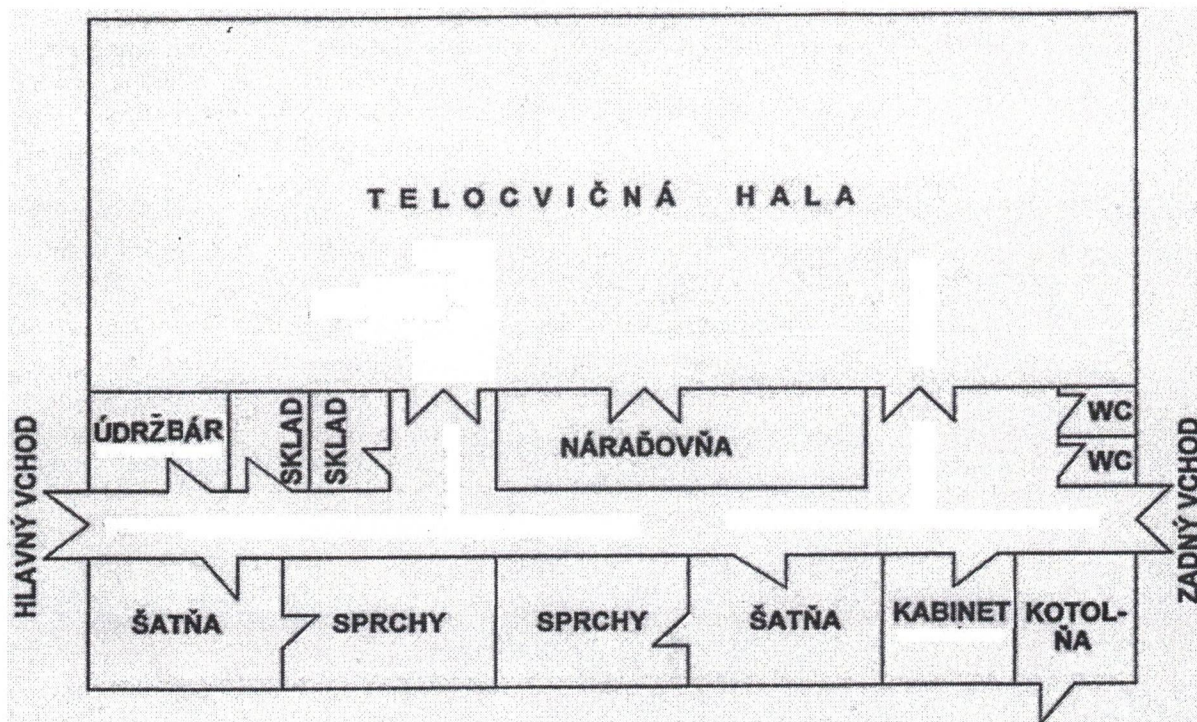 TELOCVIČNÁ HALA
ÚDRŽBÁR
SKLAD
SKLAD
NÁRAĎOVŇA
WC
WC
HLAVNÝ VCHOD
ZADNÝ VCHOD
ŠATŇA
SPRCHY
SPRCHY
ŠATŇA
KABINET
KOTOL-
ŇA